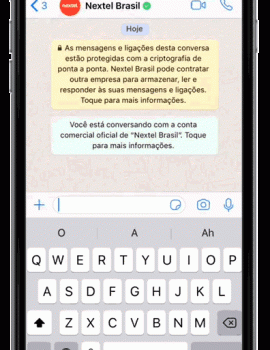 3
nextel
Nextel Brasil
Hoje
As mensagens e ligações desta conversa
estão protegidas com a criptografia de
ponta a ponta. Nextel Brasil pode contratar
outra empresa para armazenar, ler e
responder às suas mensagens e ligações.
Toque para mais informações.
Você está conversando com a conta
comercial oficial de “Nextel Brasil”. Toque
para mais informações.
O A Ah
Q W E R T Y U I O P
A S D F G H J K L
Z X C V B N M